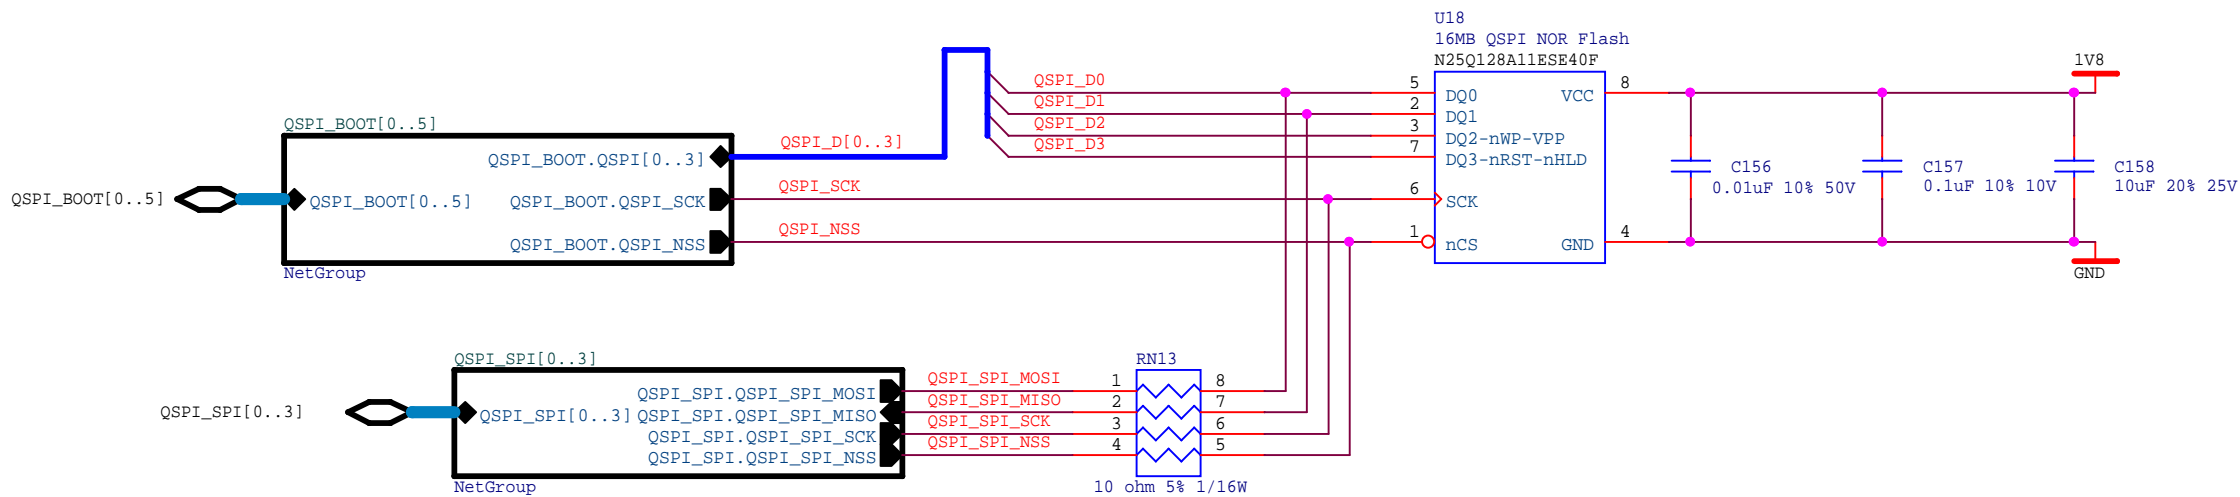 U18
16MB QSPI NOR Flash
N25Q128A11ESE40F
1V8
QSPI_D0
5
DQ0
VCC
8
QSPI_D1
2
DQ1
QSPI_D2
3
DQ2-nWP-VPP
QSPI_D3
7
DQ3-nRST-nHLD
QSPI_BOOT[0..5]
QSPI_BOOT.QSPI[0..3]
QSPI_D[0..3]
C156
0.01uF 10% 50V
C157
0.1uF 10% 10V
C158
10uF 20% 25V
QSPI_BOOT[0..5]
QSPI_BOOT[0..5]
QSPI_BOOT.QSPI_SCK
QSPI_SCK
6
SCK
QSPI_BOOT.QSPI_NSS
QSPI_NSS
1
nCS
GND
4
NetGroup
GND
QSPI_SPI[0..3]
RN13
QSPI_SPI.QSPI_SPI_MOSI
QSPI_SPI_MOSI
1
8
QSPI_SPI[0..3]
QSPI_SPI[0..3]
QSPI_SPI.QSPI_SPI_MISO
QSPI_SPI_MISO
2
7
QSPI_SPI.QSPI_SPI_SCK
QSPI_SPI_SCK
3
6
QSPI_SPI.QSPI_SPI_NSS
QSPI_SPI_NSS
4
5
NetGroup
10 ohm 5% 1/16W